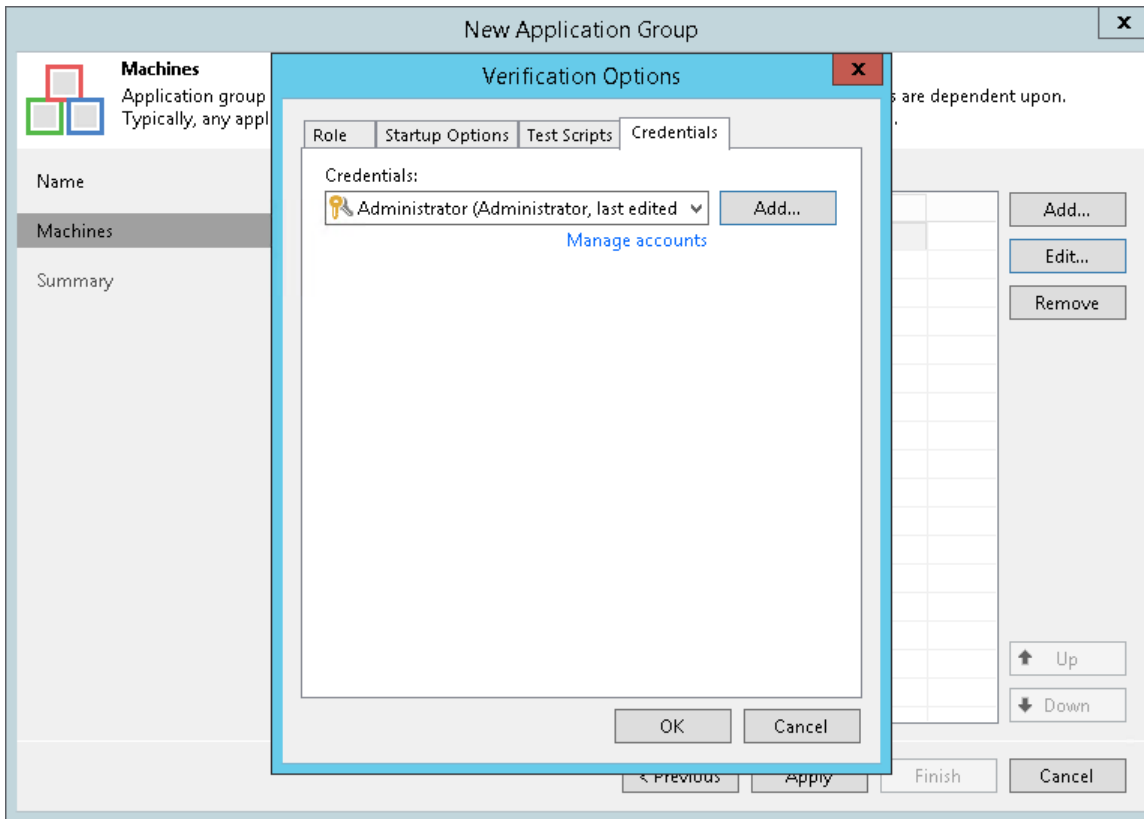 New Application Group
x
Machines
Application group
s are dependent upon.
Typically, any appl
.
Name
Machines
Summary
Verification Options
x
Role
Startup Options
Test Scripts
Credentials
Credentials:
Administrator (Administrator, last edited
Add...
Manage accounts
OK
Cancel
Add...
Edit...
Remove
Up
Down
< Previous
Apply
Finish
Cancel